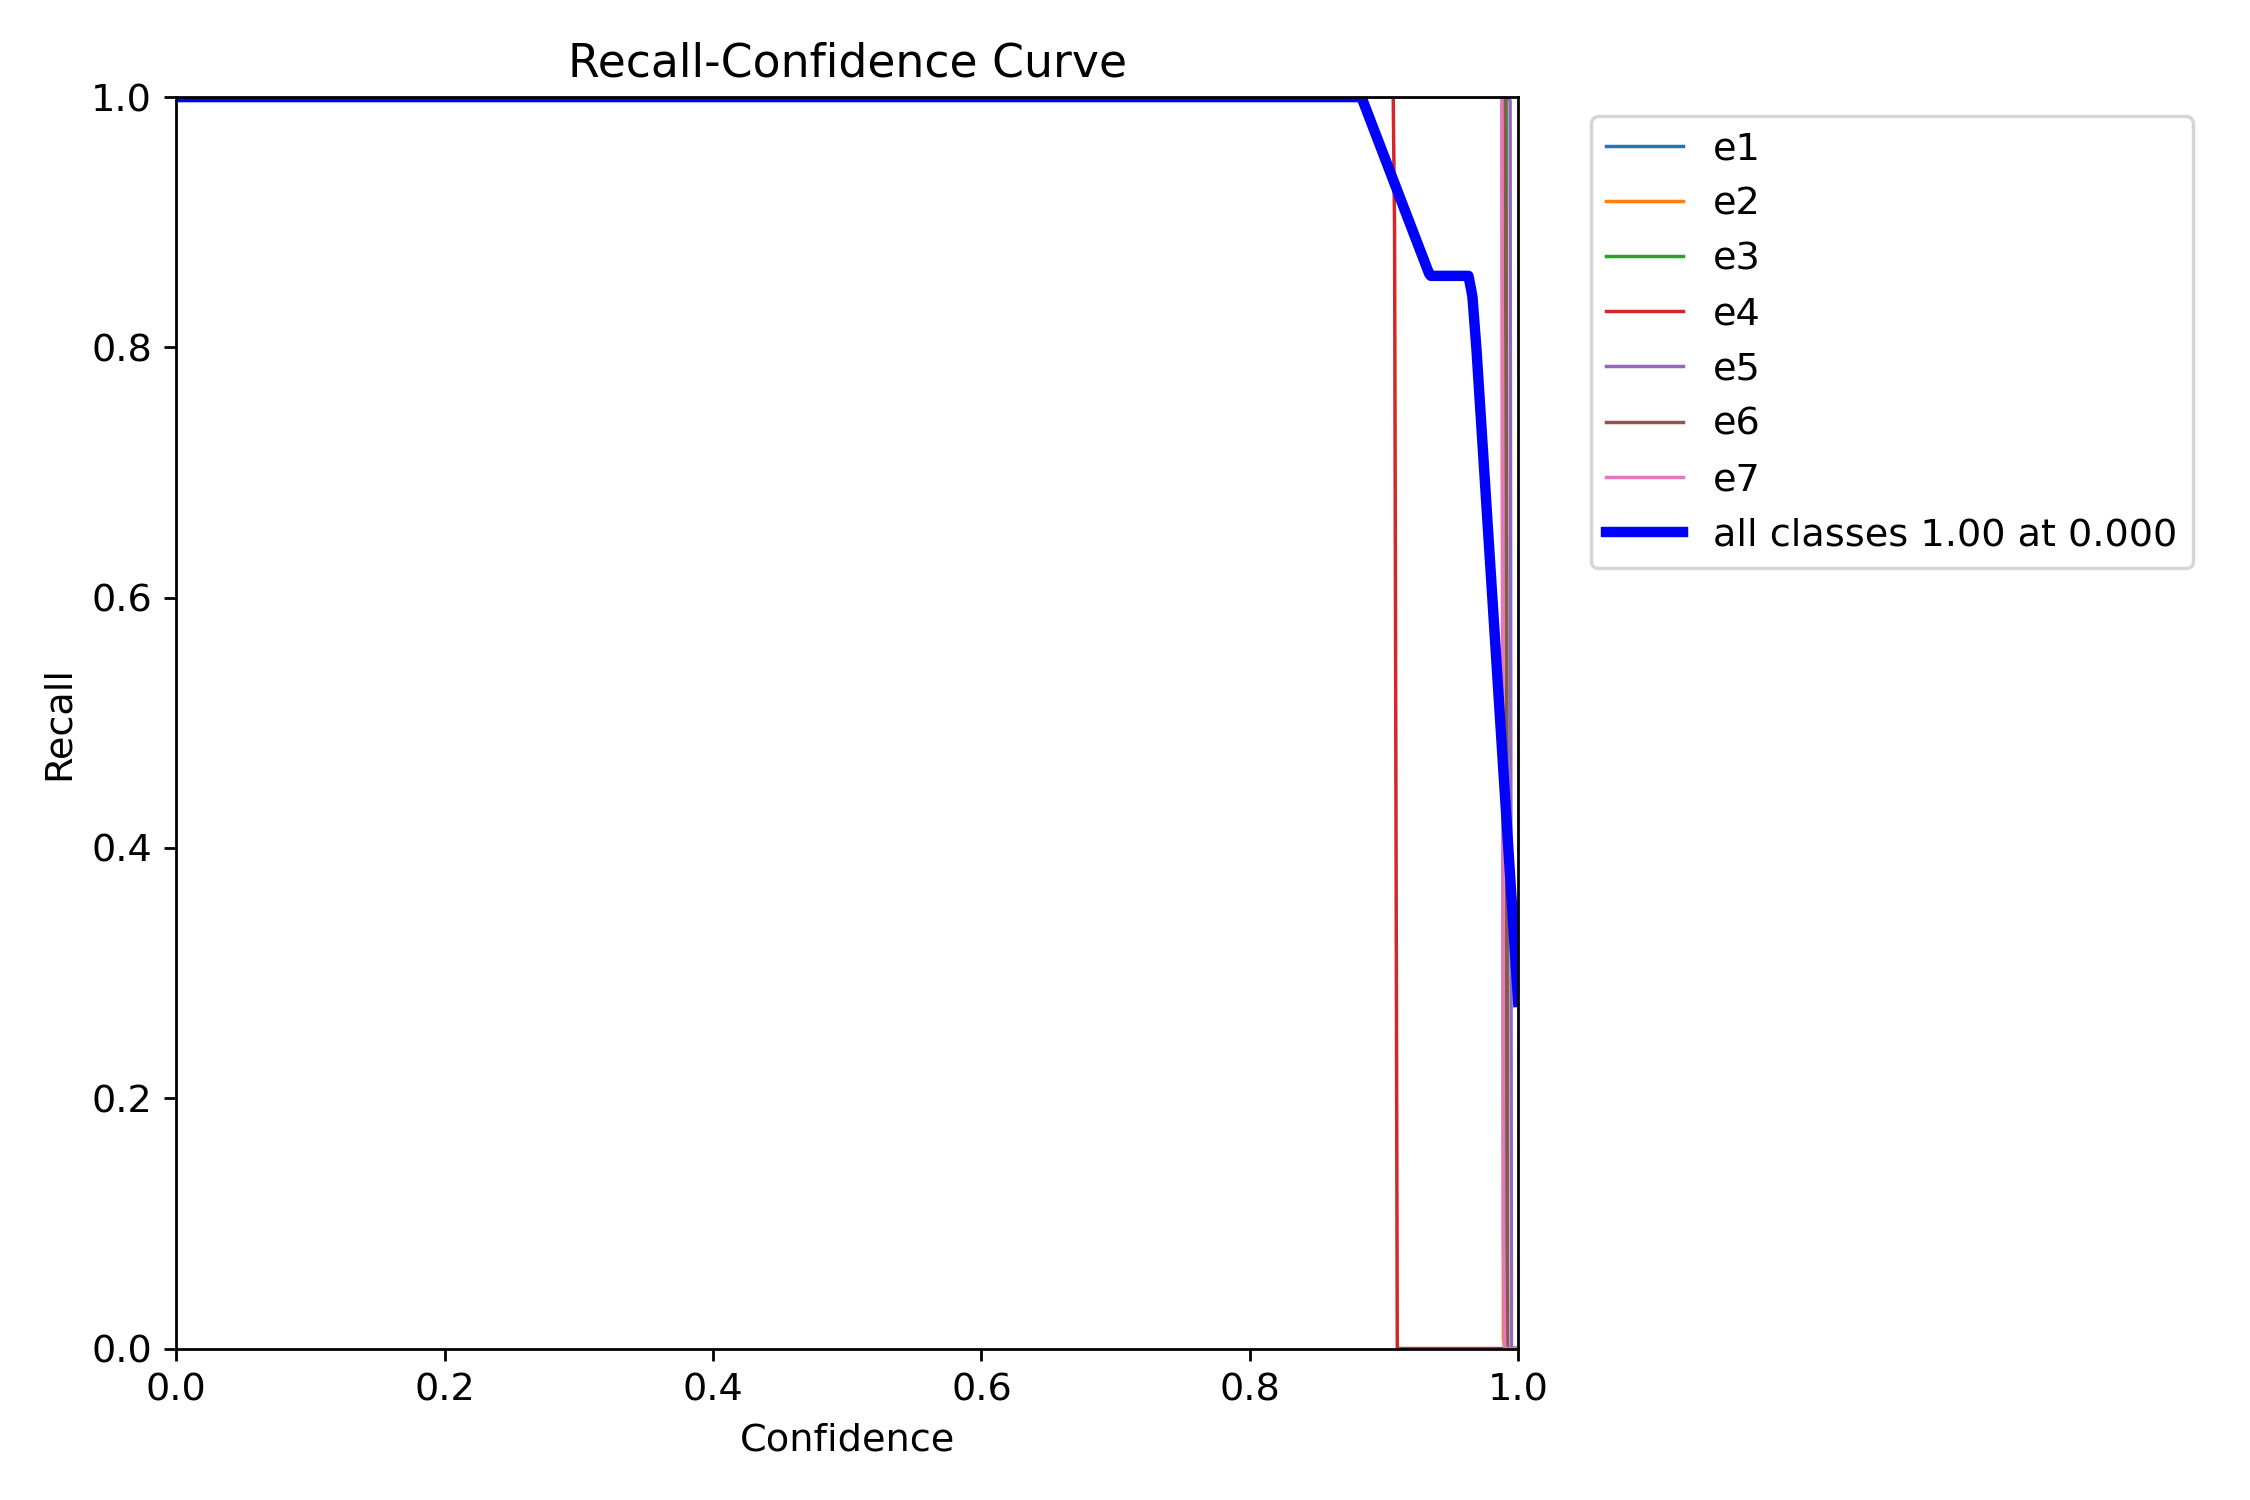 Recall-Confidence Curve
1.0
0.8
0.6
0.4
0.2
0.0
Recall
0.0 0.2 0.4 0.6 0.8 1.0
Confidence
e1
e2
e3
e4
e5
e6
e7
all classes 1.00 at 0.000